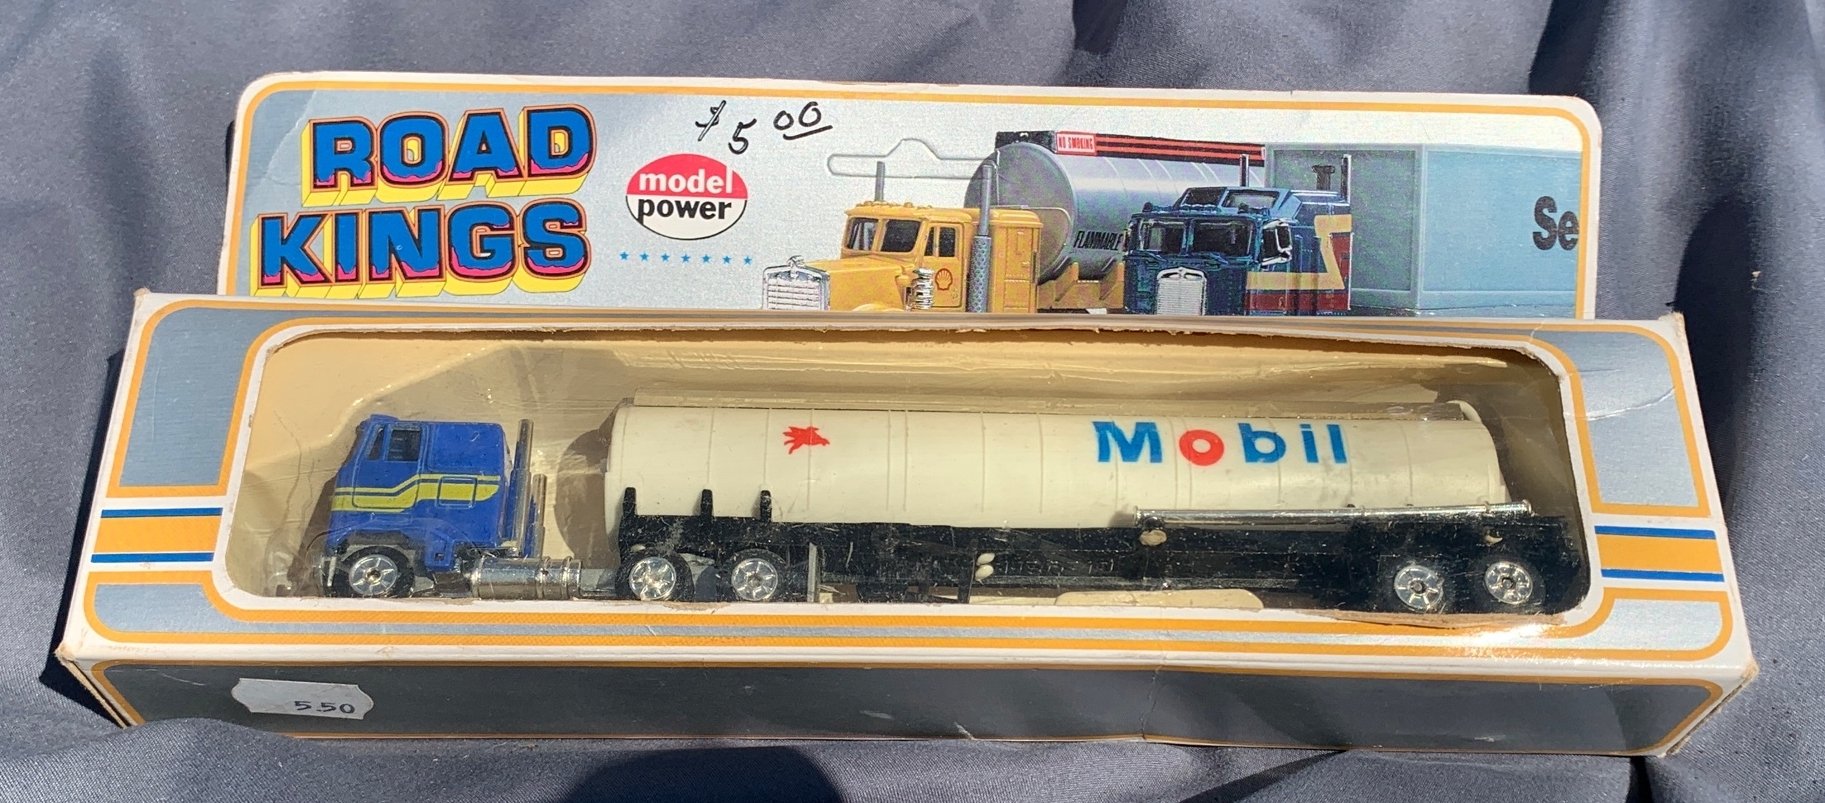 ROAD
KINGS
$5 00
model
power
NO SMOKING
FLAMMABLE
Se
Mobil
550